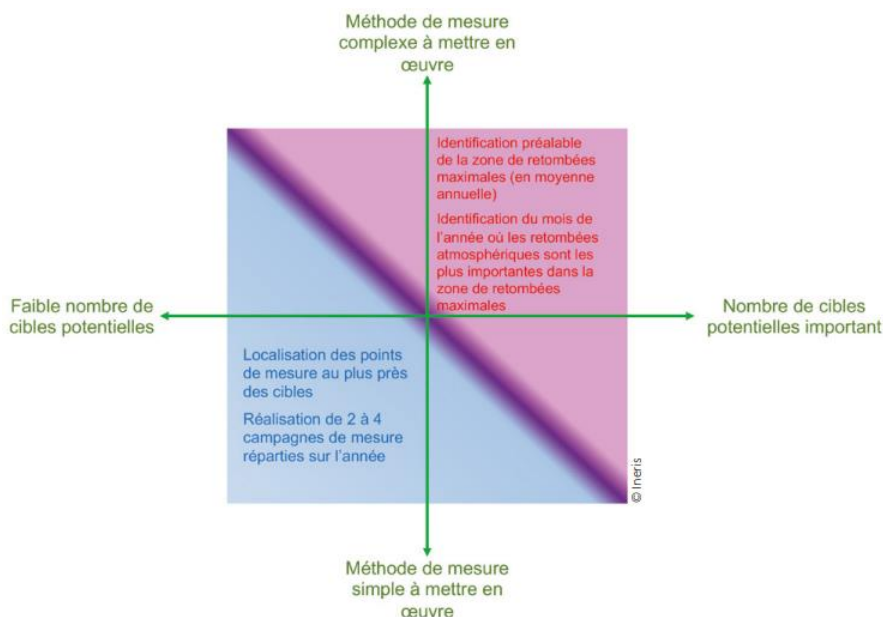 Méthode de mesure
complexe à mettre en
œuvre
Identification préalable
de la zone de retombées
maximales (en moyenne
annuelle)
Identification du mois de
l'année où les retombées
atmosphériques sont les
plus importantes dans la
zone de retombées
maximales
Faible nombre de
cibles potentielles
Nombre de cibles
potentielles important
Localisation des points
de mesure au plus près
des cibles
Réalisation de 2 à 4
campagnes de mesure
réparties sur l'année
© Ineris
Méthode de mesure
simple à mettre en
œuvre